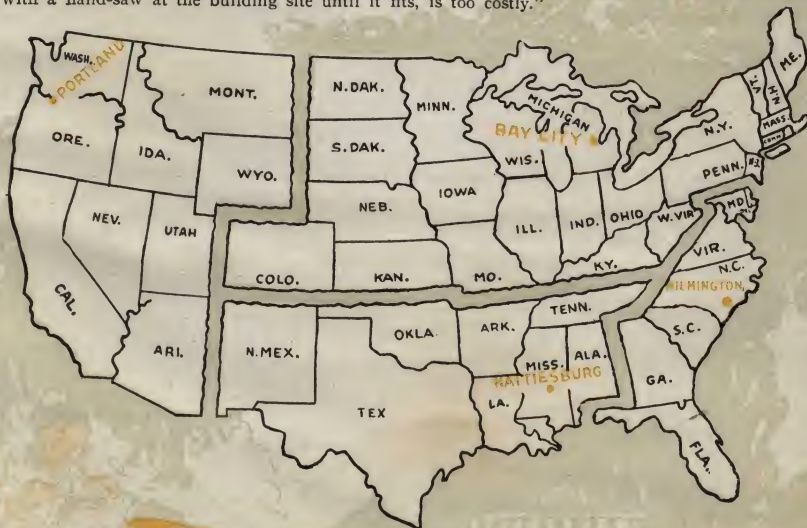 with a hand-saw at the building site until it fits, is too costly."
WASH.
PORTLAND
MONT.
N.DAK.
MINN.
MICHIGAN
BAY CITY
ME.
VT.
N.H.
MASS.
CONN.
N.Y.
ORE.
IDA.
WYO.
S.DAK.
WIS.
PENN.
N.J.
NEV.
UTAH
NEB.
IOWA
ILL.
IND.
OHIO
W.VIR
MD.
VIR.
CAL.
COLO.
KAN.
MO.
KY.
N.C.
WILMINGTON
ARI.
N.MEX.
OKLA.
ARK.
TENN.
S.C.
MISS.
ALA.
GA.
HATTIESBURG
TEX
LA.
FLA.